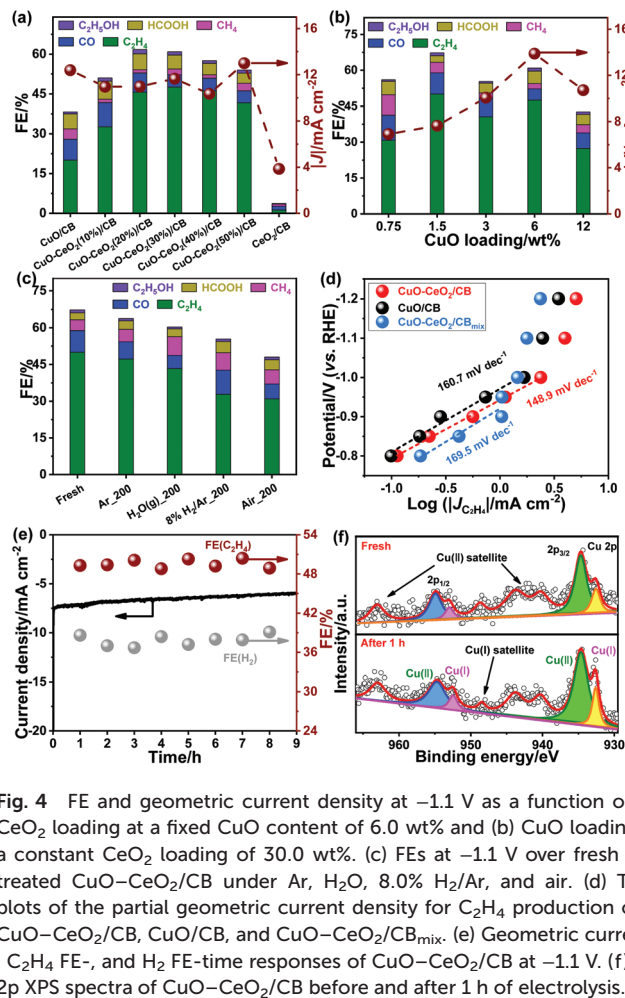 (a) C₂H₅OH HCOOH CH₄
CO C₂H₄
FE/%
60
45
30
15
0
16
12
8
4
0
|J|/mA cm⁻²
CuO/CB
CuO-CeO₂(10%)/CB
CuO-CeO₂(20%)/CB
CuO-CeO₂(30%)/CB
CuO-CeO₂(40%)/CB
CuO-CeO₂(50%)/CB
CeO₂/CB
(b) C₂H₅OH HCOOH CH₄
CO C₂H₄
FE/%
75
60
45
30
15
0
16
12
8
4
0
0.75 1.5 3 6 12
CuO loading/wt%
(c) C₂H₅OH HCOOH CH₄
CO C₂H₄
FE/%
75
60
45
30
15
0
Fresh
Ar_200
H₂O(g)_200
8% H₂/Ar_200
Air_200
(d)
CuO-CeO₂/CB
CuO/CB
CuO-CeO₂/CBmix
Potential/V (vs. RHE)
-1.2
-1.1
-1.0
-0.9
-0.8
160.7 mV dec⁻¹
148.9 mV dec⁻¹
169.5 mV dec⁻¹
-1.0 -0.5 0.0 0.5 1.0
Log (|J_C₂H₄|/mA cm⁻²)
(e)
Current density/mA cm⁻²
0
-5
-10
-15
-20
FE(C₂H₄)
FE(H₂)
54
48
42
36
30
24
FE/%
0 1 2 3 4 5 6 7 8 9
Time/h
(f)
Fresh
Cu(II) satellite
2p₃/₂ Cu 2p
2p₁/₂
After 1 h
Cu(I) satellite
Cu(II) Cu(I)
Cu(II) Cu(I)
Intensity/a.u.
960 950 940 930
Binding energy/eV
Fig. 4 FE and geometric current density at −1.1 V as a function o
CeO₂ loading at a fixed CuO content of 6.0 wt% and (b) CuO loadin
a constant CeO₂ loading of 30.0 wt%. (c) FEs at −1.1 V over fresh
treated CuO–CeO₂/CB under Ar, H₂O, 8.0% H₂/Ar, and air. (d) T
plots of the partial geometric current density for C₂H₄ production o
CuO–CeO₂/CB, CuO/CB, and CuO–CeO₂/CBmix. (e) Geometric curre
C₂H₄ FE-, and H₂ FE-time responses of CuO–CeO₂/CB at −1.1 V. (f)
2p XPS spectra of CuO–CeO₂/CB before and after 1 h of electrolysis.